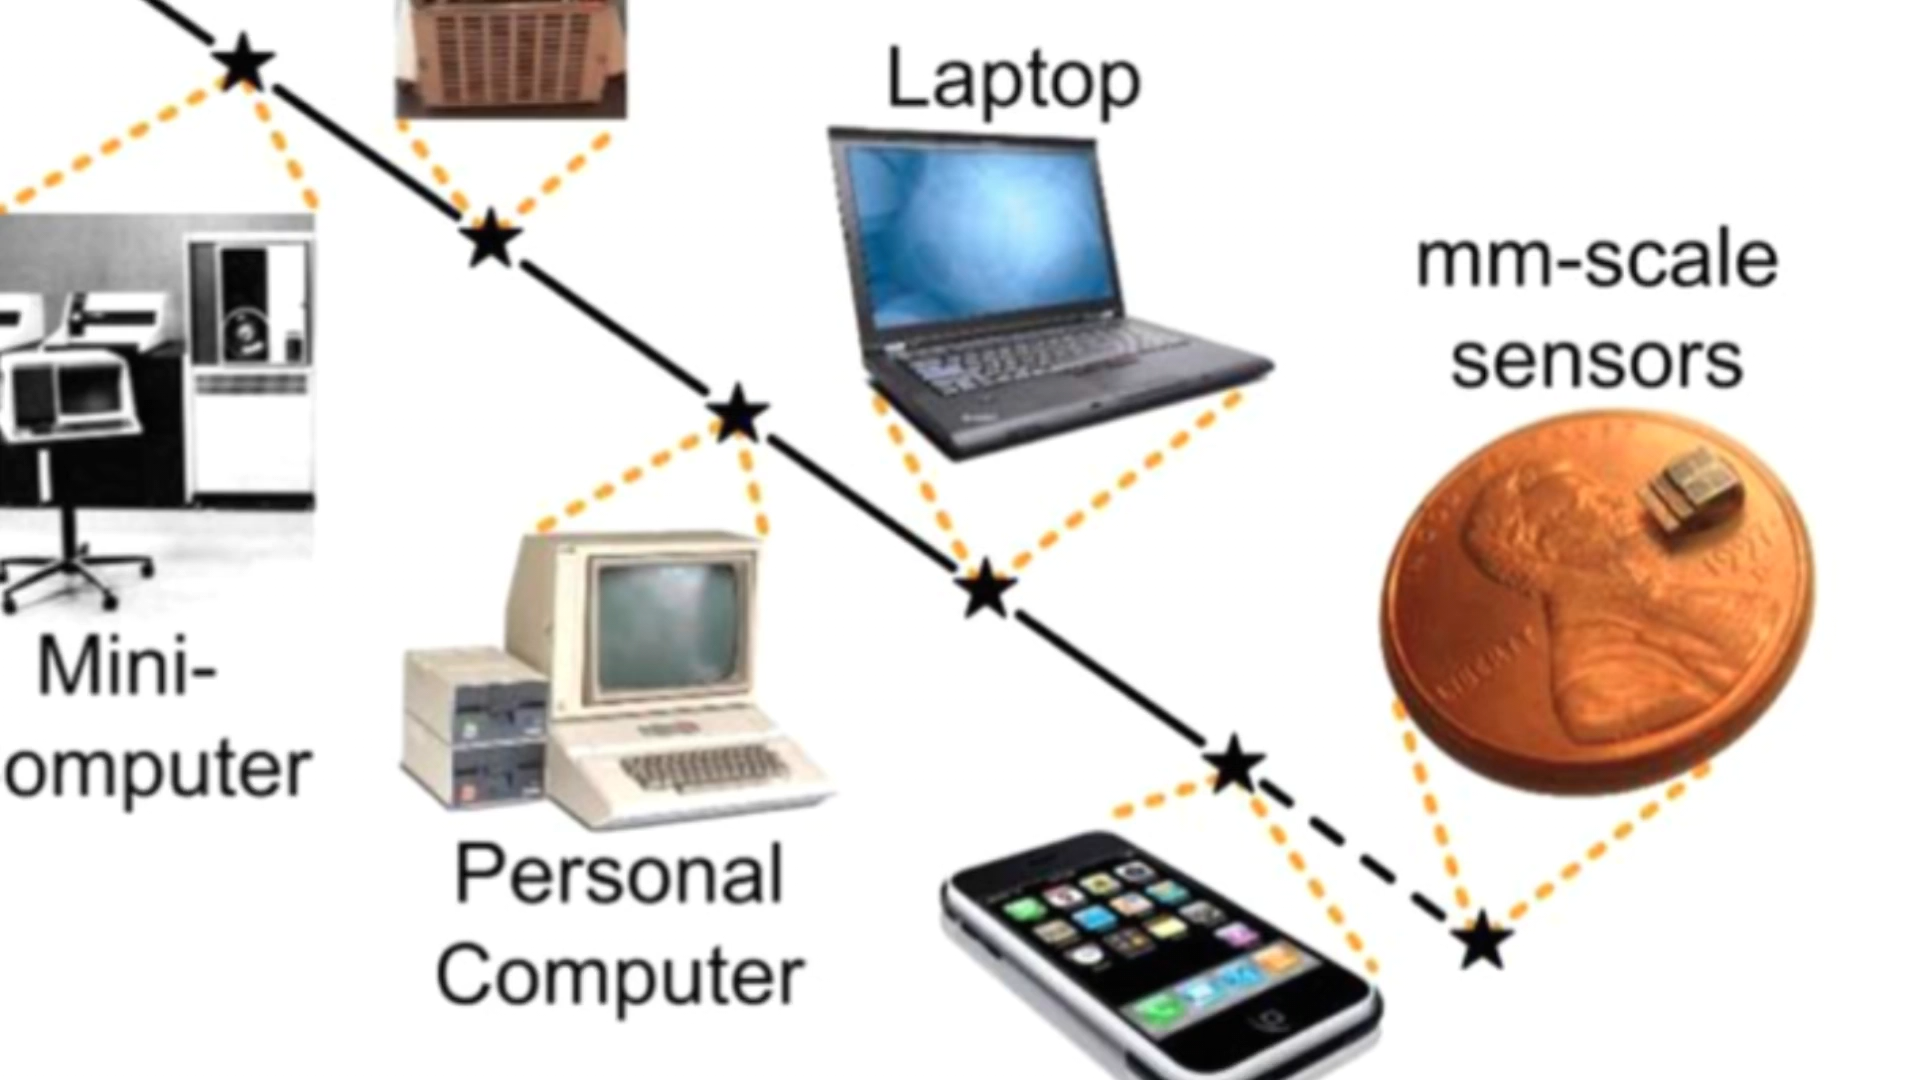 Laptop
mm-scale
sensors
Mini-
omputer
Personal
Computer